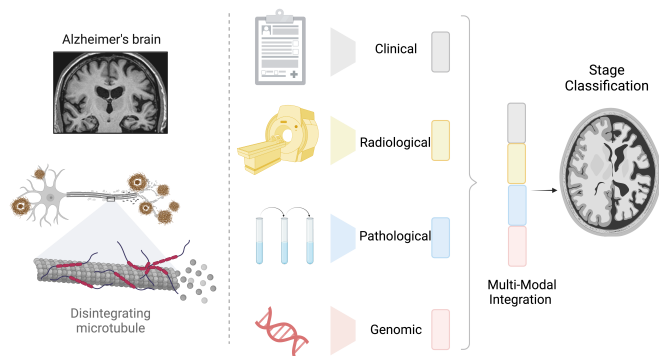 Alzheimer's brain
Disintegrating
microtubule
Clinical
Radiological
Pathological
Genomic
Multi-Modal
Integration
Stage
Classification